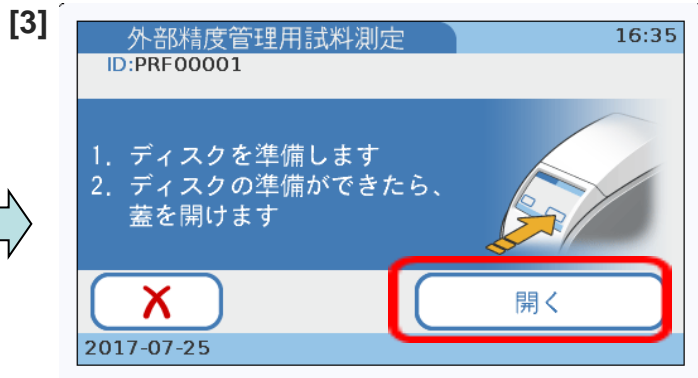 [3]
外部精度管理用試料測定 16:35
ID:PRF00001
1. ディスクを準備します
2. ディスクの準備ができたら、
蓋を開けます
X
開く
2017-07-25